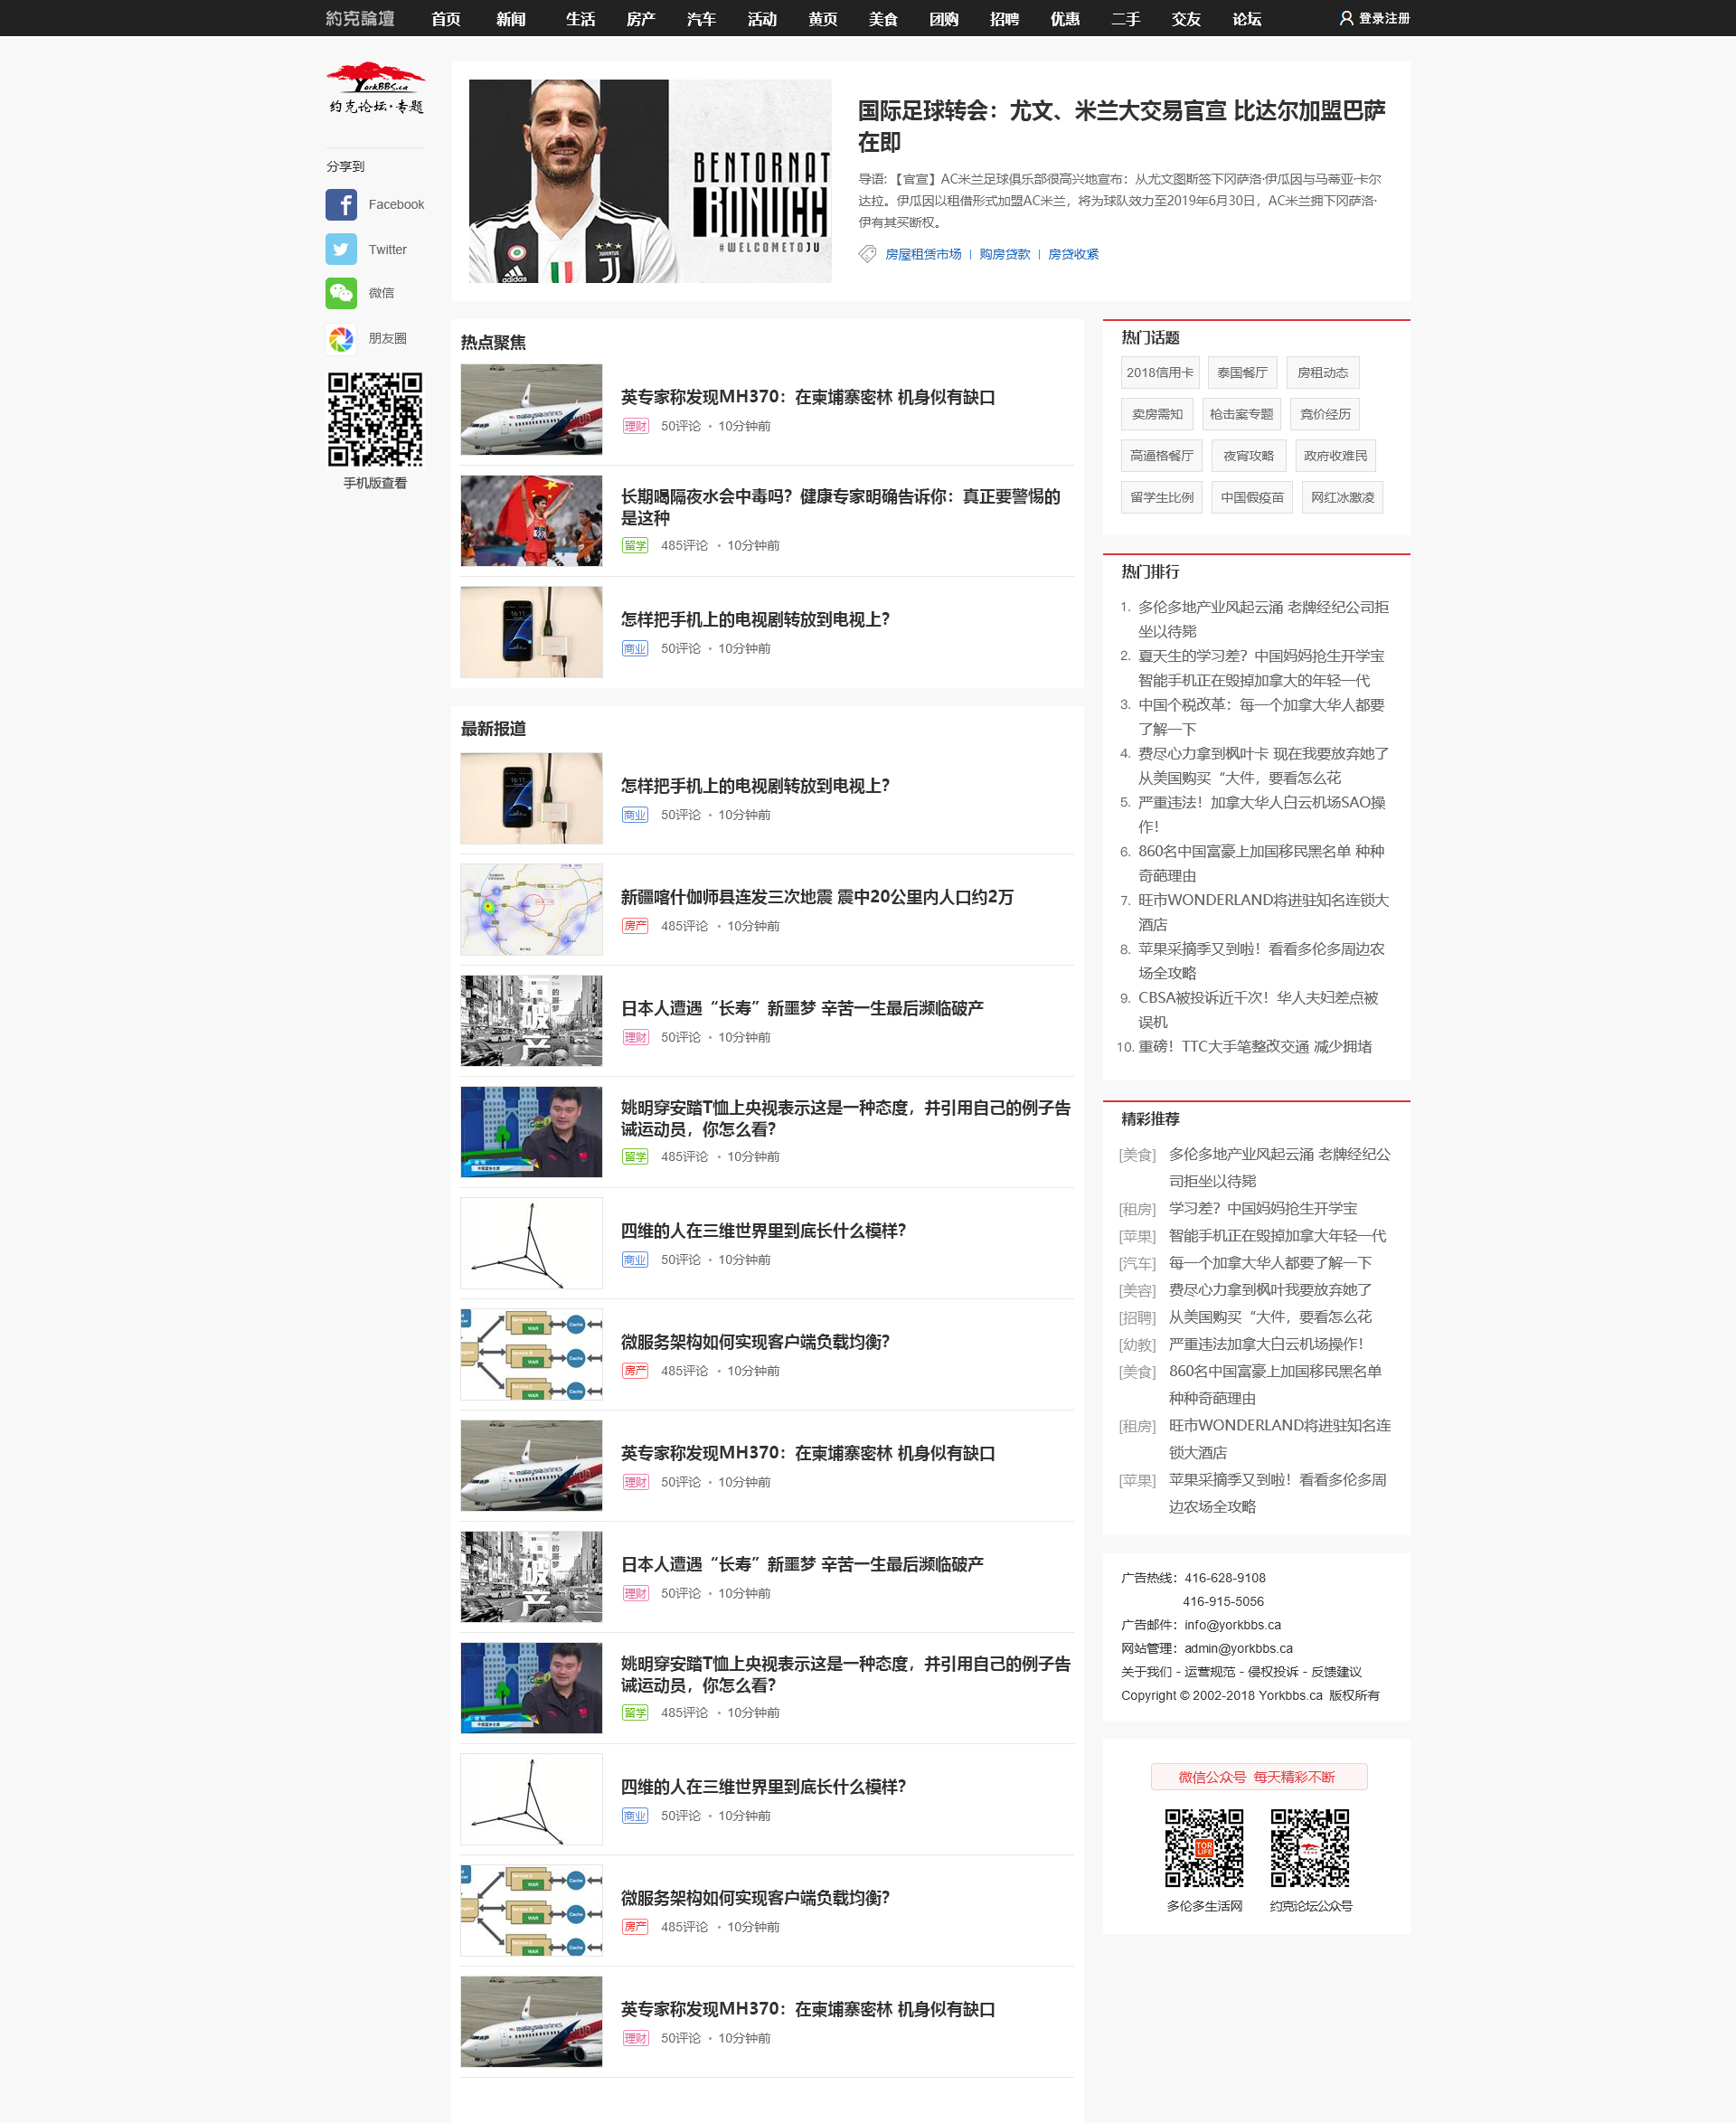 約克論壇 首页 新闻 生活 房产 汽车 活动 黄页 美食 团购 招聘 优惠 二手 交友 论坛 登录注册
YorkBBS.ca
约克论坛·专题
分享到
Facebook
Twitter
微信
朋友圈
手机版查看
BENTORNAT
BONUCCI
#WELCOMETOJU
adidas
JUVENTUS
国际足球转会：尤文、米兰大交易官宣 比达尔加盟巴萨
在即
导语:【官宣】AC米兰足球俱乐部很高兴地宣布：从尤文图斯签下冈萨洛·伊瓜因与马蒂亚·卡尔
达拉。伊瓜因以租借形式加盟AC米兰，将为球队效力至2019年6月30日，AC米兰拥下冈萨洛·
伊有其买断权。
房屋租赁市场 | 购房贷款 | 房贷收紧
热点聚焦
malaysia airlines
英专家称发现MH370：在柬埔寨密林 机身似有缺口
理财 50评论 · 10分钟前
长期喝隔夜水会中毒吗？健康专家明确告诉你：真正要警惕的
是这种
留学 485评论 · 10分钟前
16:11
怎样把手机上的电视剧转放到电视上？
商业 50评论 · 10分钟前
最新报道
16:11
怎样把手机上的电视剧转放到电视上？
商业 50评论 · 10分钟前
新疆喀什伽师县连发三次地震 震中20公里内人口约2万
房产 485评论 · 10分钟前
的噩梦
破产
日本人遭遇“长寿”新噩梦 辛苦一生最后濒临破产
理财 50评论 · 10分钟前
姚明穿安踏T恤上央视表示这是一种态度，并引用自己的例子告
诫运动员，你怎么看？
留学 485评论 · 10分钟前
四维的人在三维世界里到底长什么模样？
商业 50评论 · 10分钟前
WAR Cache
WAR Cache
WAR Cache
微服务架构如何实现客户端负载均衡？
房产 485评论 · 10分钟前
malaysia airlines
英专家称发现MH370：在柬埔寨密林 机身似有缺口
理财 50评论 · 10分钟前
的噩梦
破产
日本人遭遇“长寿”新噩梦 辛苦一生最后濒临破产
理财 50评论 · 10分钟前
姚明穿安踏T恤上央视表示这是一种态度，并引用自己的例子告
诫运动员，你怎么看？
留学 485评论 · 10分钟前
四维的人在三维世界里到底长什么模样？
商业 50评论 · 10分钟前
WAR Cache
WAR Cache
WAR Cache
微服务架构如何实现客户端负载均衡？
房产 485评论 · 10分钟前
malaysia airlines
英专家称发现MH370：在柬埔寨密林 机身似有缺口
理财 50评论 · 10分钟前
热门话题
2018信用卡 泰国餐厅 房租动态
卖房需知 枪击案专题 竞价经历
高逼格餐厅 夜宵攻略 政府收难民
留学生比例 中国假疫苗 网红冰激凌
热门排行
1. 多伦多地产业风起云涌 老牌经纪公司拒
坐以待毙
2. 夏天生的学习差？中国妈妈抢生开学宝
智能手机正在毁掉加拿大的年轻一代
3. 中国个税改革：每一个加拿大华人都要
了解一下
4. 费尽心力拿到枫叶卡 现在我要放弃她了
从美国购买“大件，要看怎么花
5. 严重违法！加拿大华人白云机场SAO操
作！
6. 860名中国富豪上加国移民黑名单 种种
奇葩理由
7. 旺市WONDERLAND将进驻知名连锁大
酒店
8. 苹果采摘季又到啦！看看多伦多周边农
场全攻略
9. CBSA被投诉近千次！华人夫妇差点被
误机
10. 重磅！TTC大手笔整改交通 减少拥堵
精彩推荐
[美食] 多伦多地产业风起云涌 老牌经纪公
司拒坐以待毙
[租房] 学习差？中国妈妈抢生开学宝
[苹果] 智能手机正在毁掉加拿大年轻一代
[汽车] 每一个加拿大华人都要了解一下
[美容] 费尽心力拿到枫叶我要放弃她了
[招聘] 从美国购买“大件，要看怎么花
[幼教] 严重违法加拿大白云机场操作！
[美食] 860名中国富豪上加国移民黑名单
种种奇葩理由
[租房] 旺市WONDERLAND将进驻知名连
锁大酒店
[苹果] 苹果采摘季又到啦！看看多伦多周
边农场全攻略
广告热线：416-628-9108
416-915-5056
广告邮件：info@yorkbbs.ca
网站管理：admin@yorkbbs.ca
关于我们 - 运营规范 - 侵权投诉 - 反馈建议
Copyright © 2002-2018 Yorkbbs.ca 版权所有
微信公众号 每天精彩不断
TOR
LIFE
多伦多生活网 约克论坛公众号